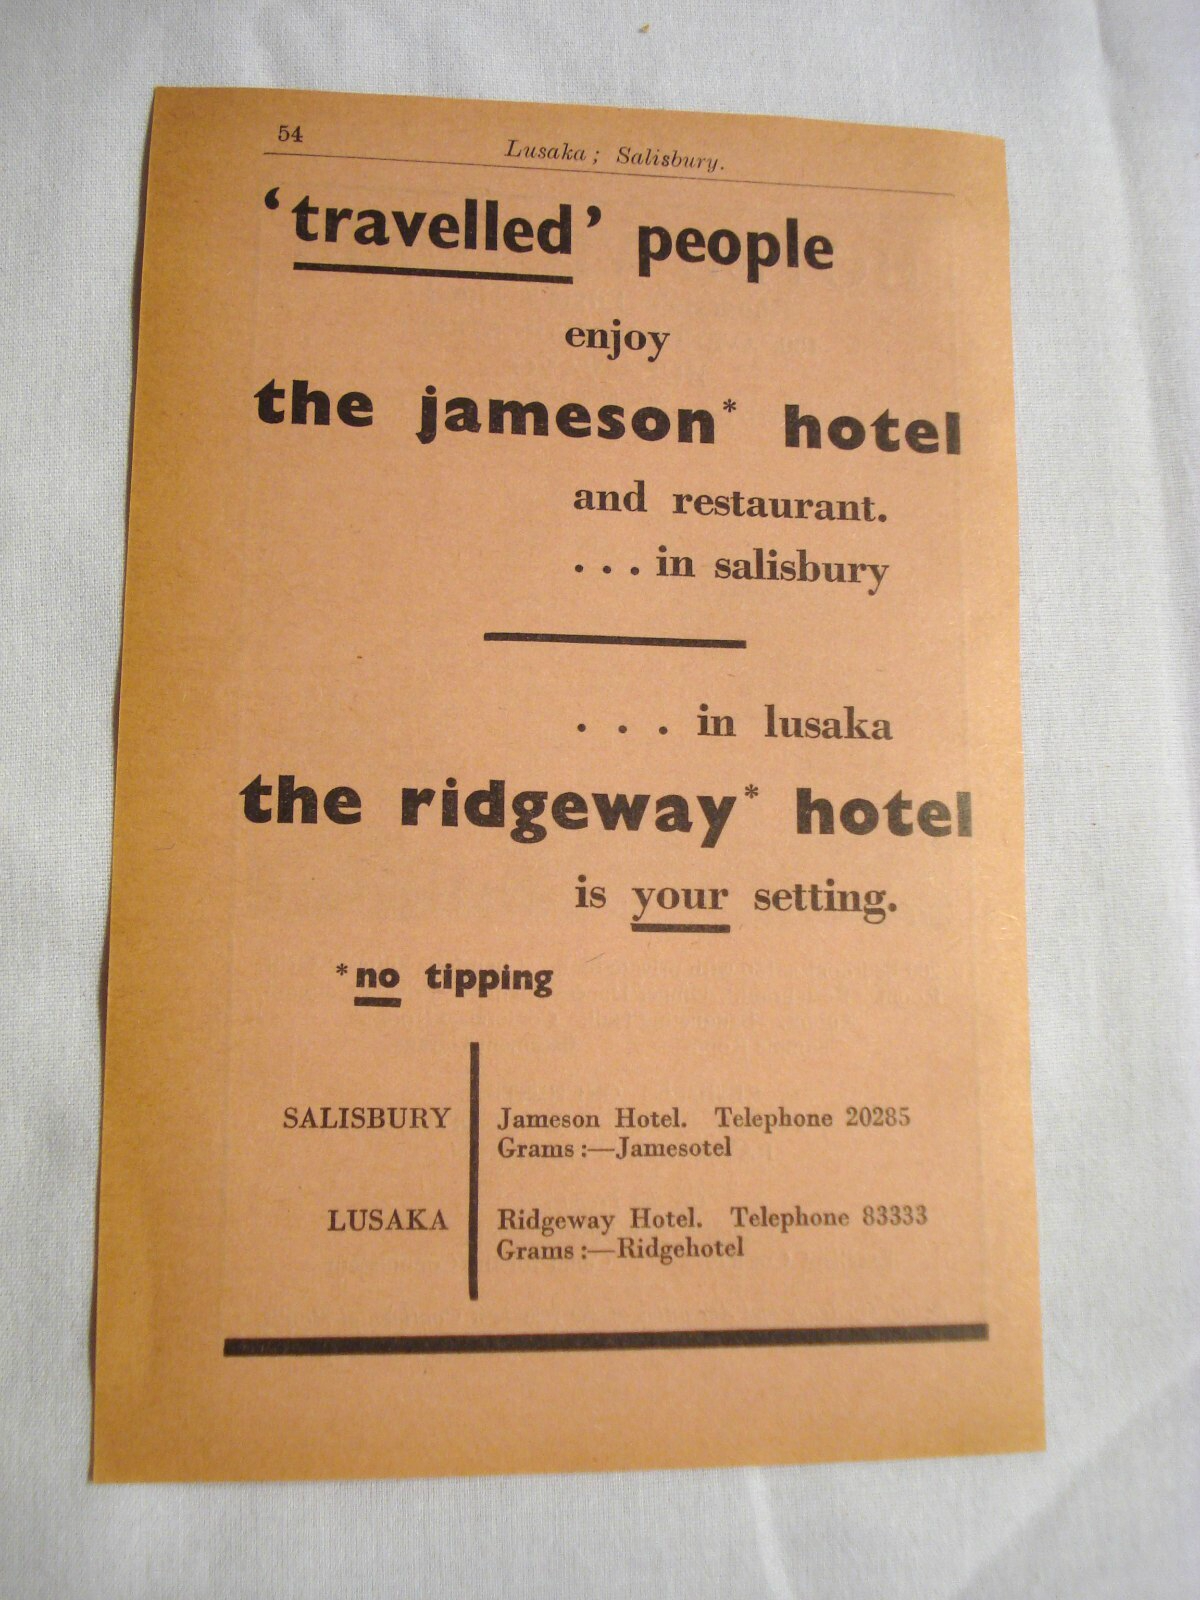 54
Lusaka; Salisbury.
‘travelled’ people
enjoy
the jameson* hotel
and restaurant.
. . . in salisbury
. . . in lusaka
the ridgeway* hotel
is your setting.
*no tipping
SALISBURY
Jameson Hotel. Telephone 20285
Grams:—Jamesotel
LUSAKA
Ridgeway Hotel. Telephone 83333
Grams:—Ridgehotel